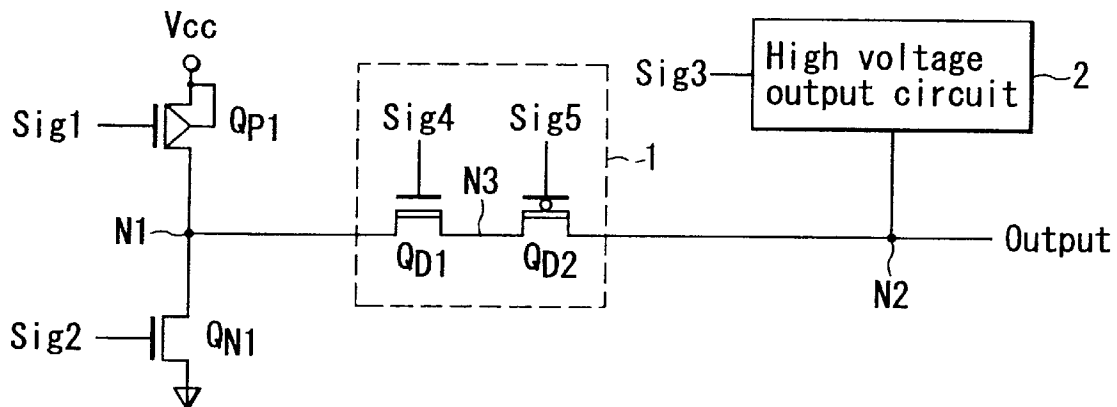 Vcc
Sig1
QP1
N1
Sig2
QN1
Sig4
Sig5
1
N3
QD1
QD2
Sig3
High voltage
output circuit
2
Output
N2